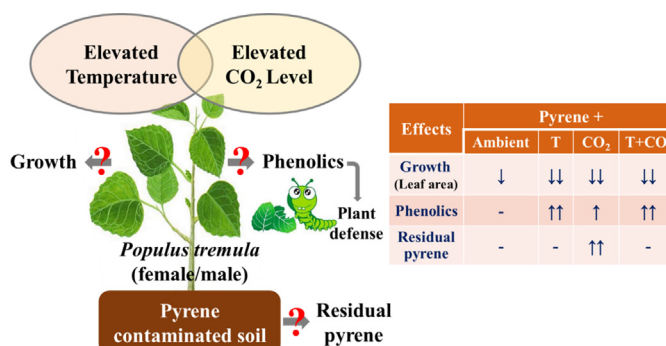 Elevated
Temperature
Elevated
CO₂ Level
Growth
?
?
Phenolics
Plant
defense
Populus tremula
(female/male)
Pyrene
contaminated soil
?
Residual
pyrene
Effects
Pyrene +
Ambient
T
CO₂
T+CO
Growth
(Leaf area)
↓
↓↓
↓↓
↓↓
Phenolics
-
↑↑
↑
↑↑
Residual
pyrene
-
-
↑↑
-